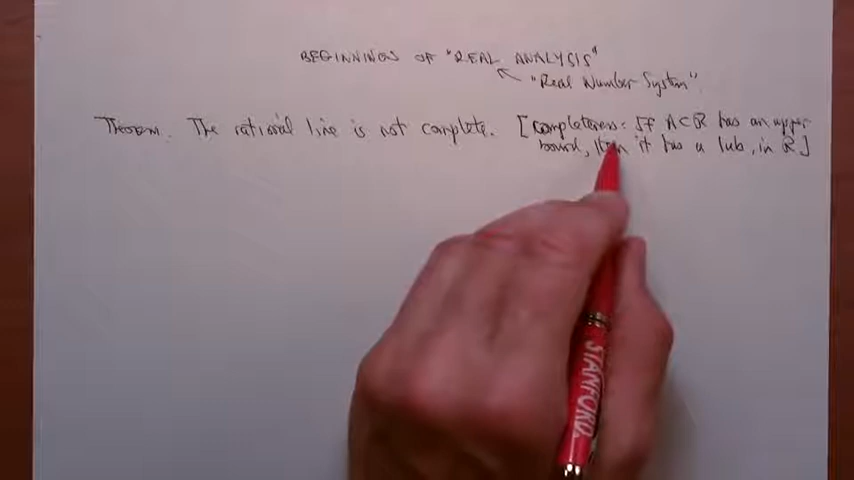 BEGINNINGS OF "REAL ANALYSIS"
"Real Number System"
Theorem. The rational line is not complete. [Completeness: If A⊂R has an upper
bound, then it has a lub, in R]
STANFORD